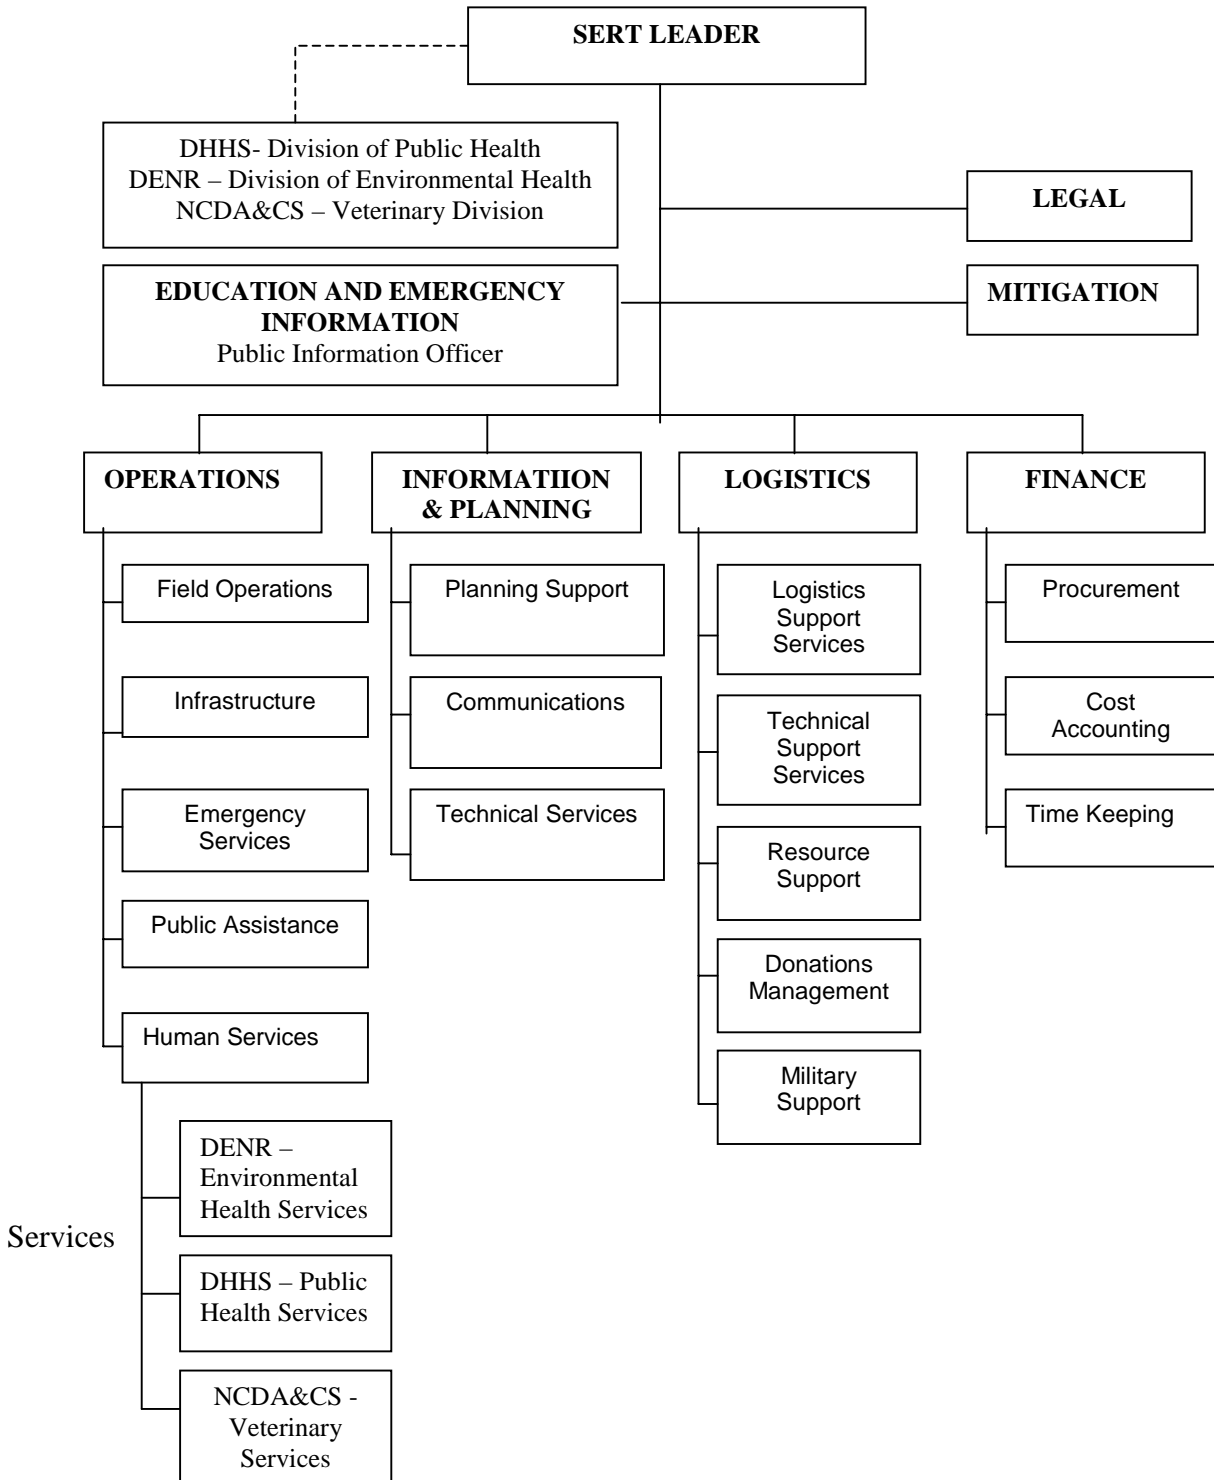 SERT LEADER
DHHS- Division of Public Health
DENR – Division of Environmental Health
NCDA&CS – Veterinary Division
LEGAL
EDUCATION AND EMERGENCY
INFORMATION
Public Information Officer
MITIGATION
OPERATIONS
INFORMATIION
& PLANNING
LOGISTICS
FINANCE
Field Operations
Infrastructure
Emergency
Services
Public Assistance
Human Services
DENR –
Environmental
Health Services
Services
DHHS – Public
Health Services
NCDA&CS -
Veterinary
Services
Planning Support
Communications
Technical Services
Logistics
Support
Services
Technical
Support
Services
Resource
Support
Donations
Management
Military
Support
Procurement
Cost
Accounting
Time Keeping